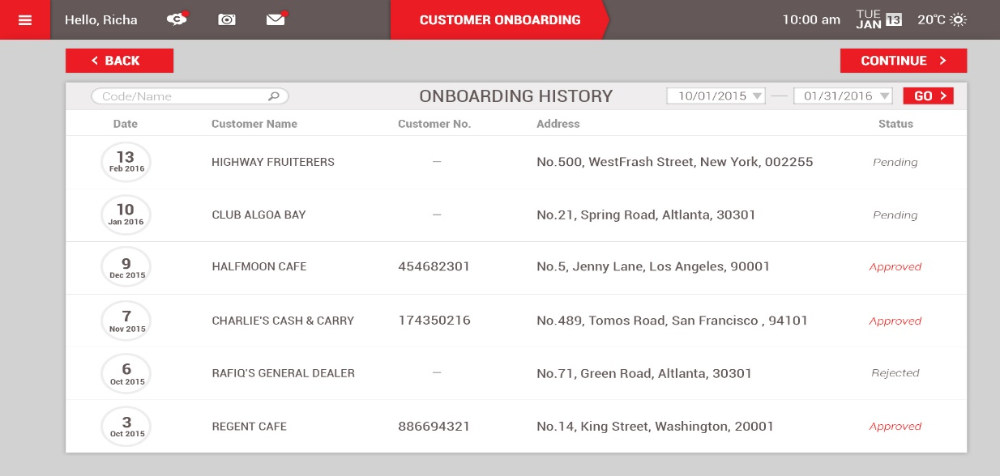 Hello, Richa
CUSTOMER ONBOARDING
10:00 am
TUE
JAN 13
20°C
< BACK
CONTINUE >
Code/Name
ONBOARDING HISTORY
10/01/2015 — 01/31/2016
GO >
Date Customer Name Customer No. Address Status
13
Feb 2016
HIGHWAY FRUITERERS — No.500, WestFrash Street, New York, 002255 Pending
10
Jan 2016
CLUB ALGOA BAY — No.21, Spring Road, Altlanta, 30301 Pending
9
Dec 2015
HALFMOON CAFE 454682301 No.5, Jenny Lane, Los Angeles, 90001 Approved
7
Nov 2015
CHARLIE'S CASH & CARRY 174350216 No.489, Tomos Road, San Francisco , 94101 Approved
6
Oct 2015
RAFIQ'S GENERAL DEALER — No.71, Green Road, Altlanta, 30301 Rejected
3
Oct 2015
REGENT CAFE 886694321 No.14, King Street, Washington, 20001 Approved